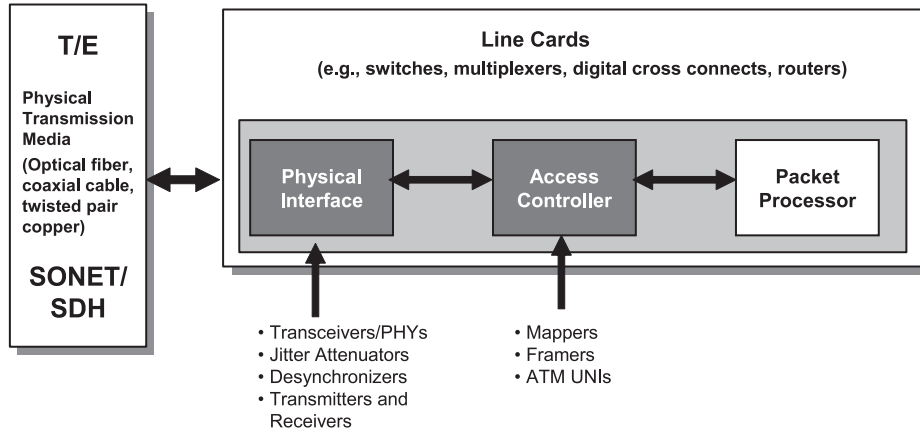 T/E
Physical
Transmission
Media
(Optical fiber,
coaxial cable,
twisted pair
copper)
SONET/
SDH
Line Cards
(e.g., switches, multiplexers, digital cross connects, routers)
Physical
Interface
Access
Controller
Packet
Processor
• Transceivers/PHYs
• Jitter Attenuators
• Desynchronizers
• Transmitters and
Receivers
• Mappers
• Framers
• ATM UNIs